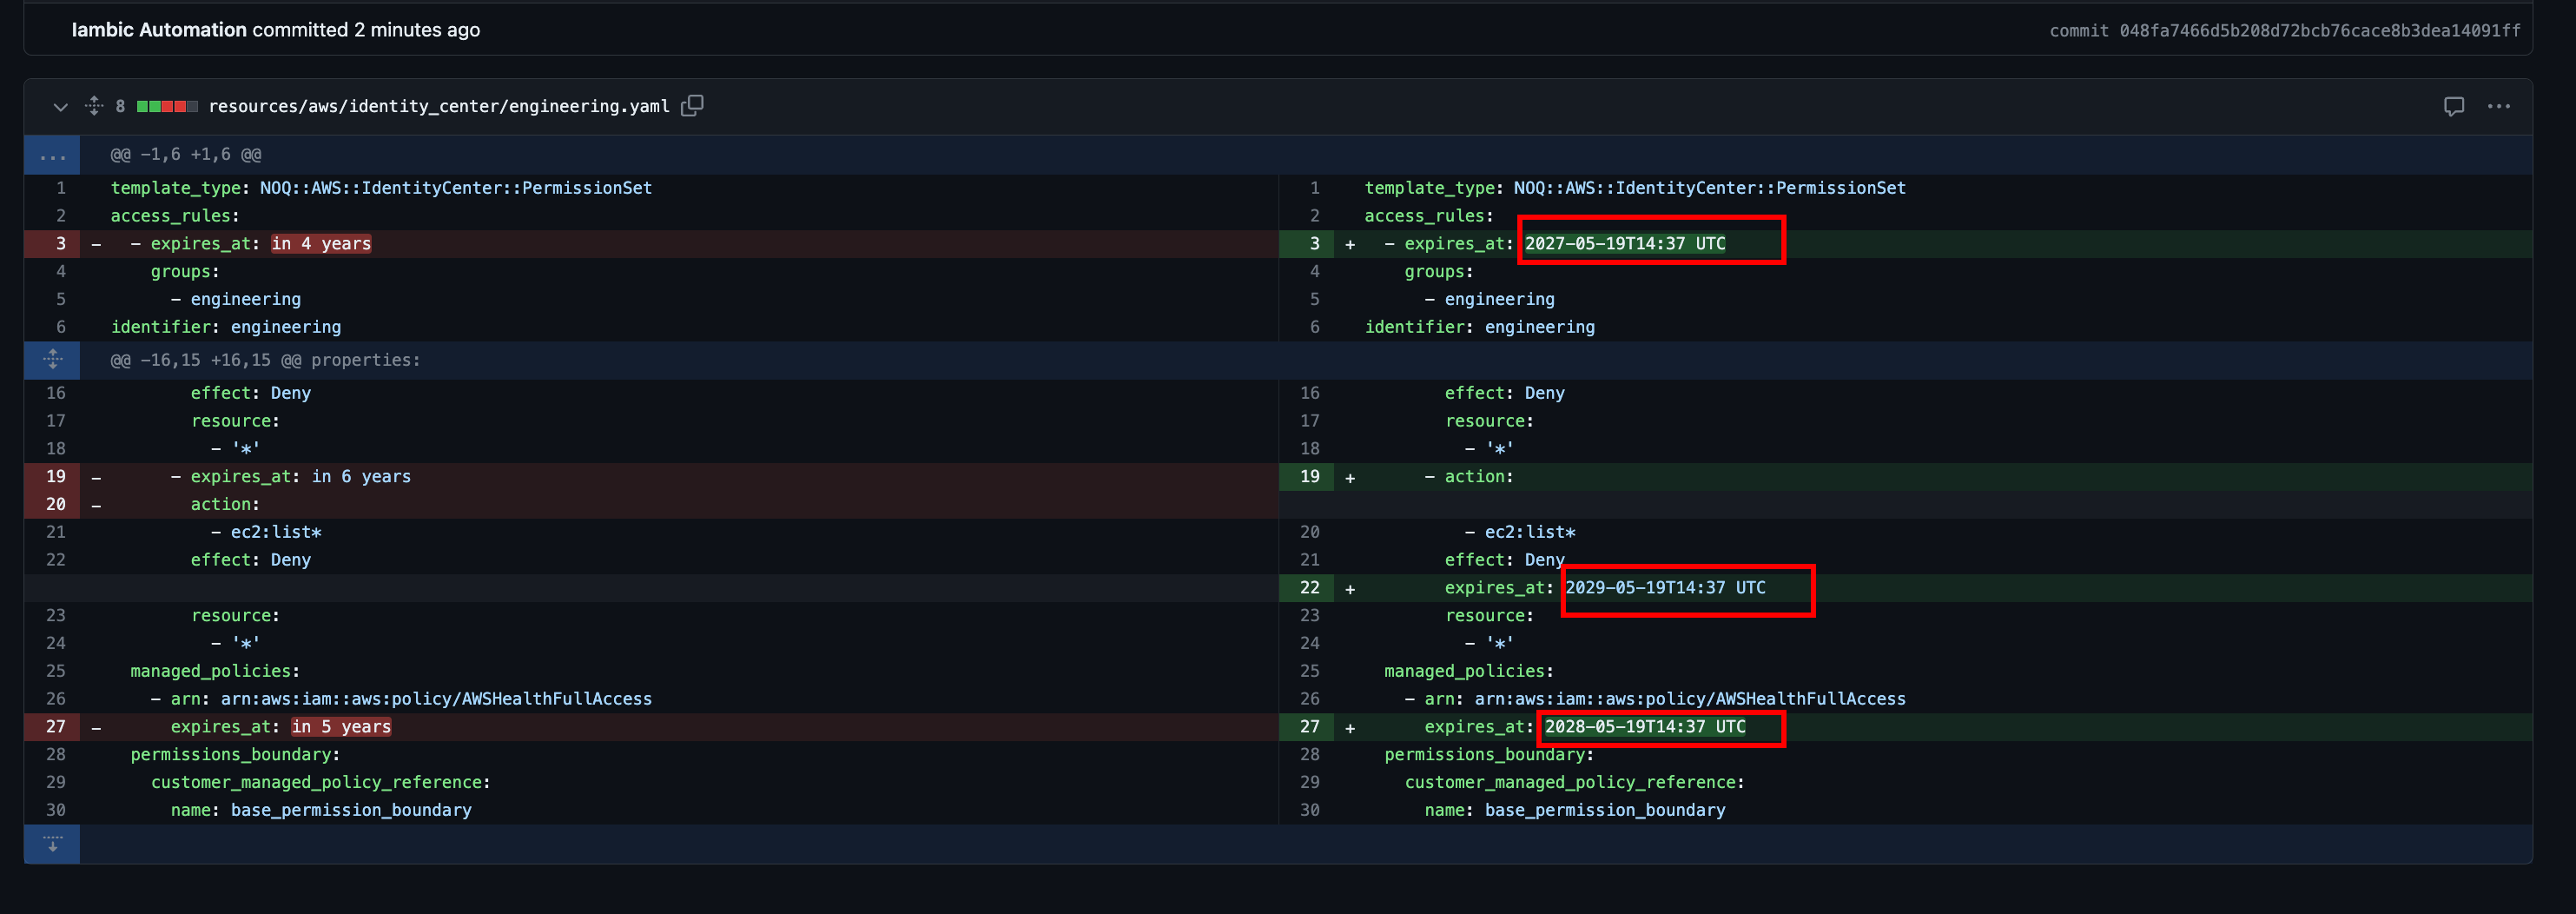 Iambic Automation committed 2 minutes ago
commit 048fa7466d5b208d72bcb76cace8b3dea14091ff
8 resources/aws/identity_center/engineering.yaml
... @@ -1,6 +1,6 @@
1 template_type: NOQ::AWS::IdentityCenter::PermissionSet
2 access_rules:
3 - - expires_at: in 4 years
4 groups:
5 - engineering
6 identifier: engineering
@@ -16,15 +16,15 @@ properties:
16 effect: Deny
17 resource:
18 - '*'
19 - - expires_at: in 6 years
20 - action:
21 - ec2:list*
22 effect: Deny
23 resource:
24 - '*'
25 managed_policies:
26 - arn: arn:aws:iam::aws:policy/AWSHealthFullAccess
27 - expires_at: in 5 years
28 permissions_boundary:
29 customer_managed_policy_reference:
30 name: base_permission_boundary
1 template_type: NOQ::AWS::IdentityCenter::PermissionSet
2 access_rules:
3 + - expires_at: 2027-05-19T14:37 UTC
4 groups:
5 - engineering
6 identifier: engineering
16 effect: Deny
17 resource:
18 - '*'
19 + - action:
20 - ec2:list*
21 effect: Deny
22 + expires_at: 2029-05-19T14:37 UTC
23 resource:
24 - '*'
25 managed_policies:
26 - arn: arn:aws:iam::aws:policy/AWSHealthFullAccess
27 + expires_at: 2028-05-19T14:37 UTC
28 permissions_boundary:
29 customer_managed_policy_reference:
30 name: base_permission_boundary